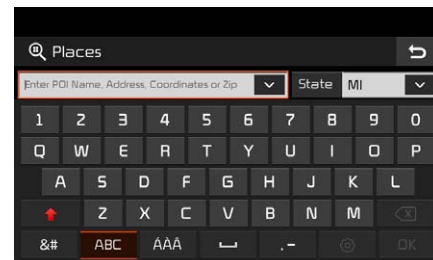 Places
Enter POI Name, Address, Coordinates or Zip State MI
1 2 3 4 5 6 7 8 9 0
Q W E R T Y U I O P
A S D F G H J K L
Z X C V B N M
&# ABC ÁÀÂ . - OK